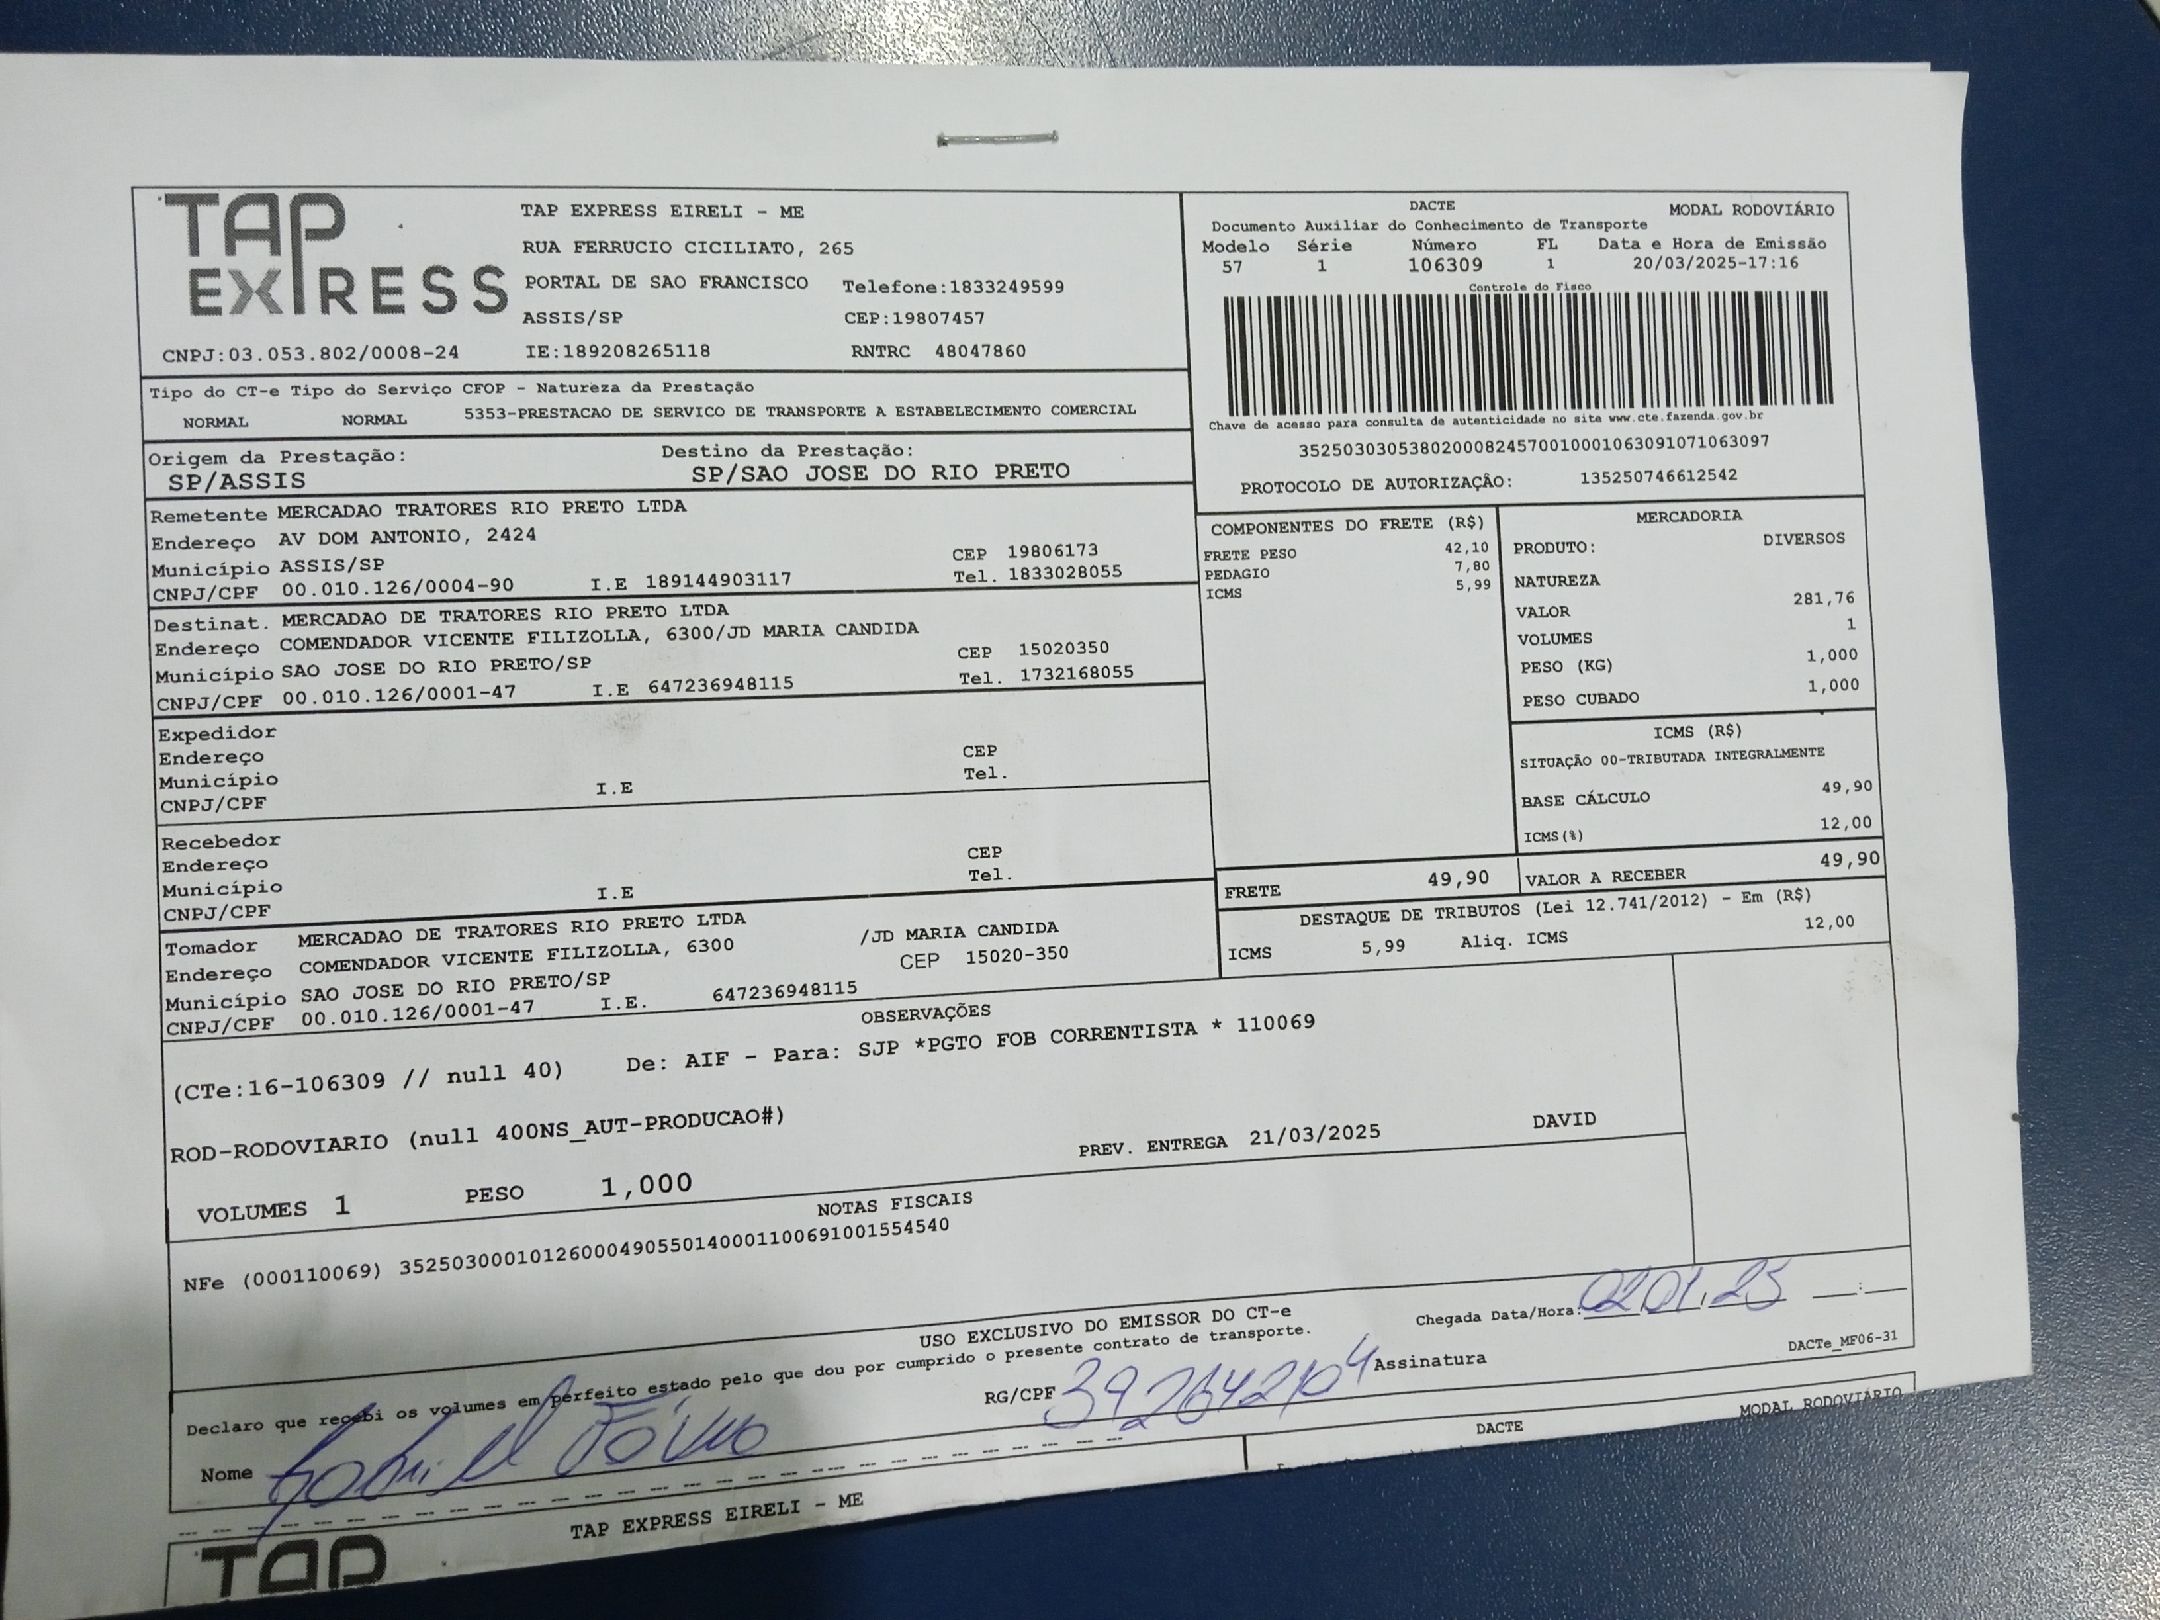 TAP EXPRESS
TAP EXPRESS EIRELI - ME
RUA FERRUCIO CICILIATO, 265
PORTAL DE SAO FRANCISCO Telefone:1833249599
ASSIS/SP CEP:19807457
CNPJ:03.053.802/0008-24 IE:189208265118 RNTRC 48047860
DACTE MODAL RODOVIÁRIO
Documento Auxiliar do Conhecimento de Transporte
Modelo Série Número FL Data e Hora de Emissão
57 1 106309 1 20/03/2025-17:16
Controle do Fisco
Chave de acesso para consulta de autenticidade no site www.cte.fazenda.gov.br
35250303053802000824570010001063091071063097
PROTOCOLO DE AUTORIZAÇÂO: 135250746612542
Tipo do CT-e Tipo do Serviço CFOP - Natureza da Prestação
NORMAL NORMAL 5353-PRESTACAO DE SERVICO DE TRANSPORTE A ESTABELECIMENTO COMERCIAL
Origem da Prestação: Destino da Prestação:
SP/ASSIS SP/SAO JOSE DO RIO PRETO
Remetente MERCADAO TRATORES RIO PRETO LTDA
Endereço AV DOM ANTONIO, 2424
Município ASSIS/SP CEP 19806173
CNPJ/CPF 00.010.126/0004-90 I.E 189144903117 Tel. 1833028055
Destinat. MERCADAO DE TRATORES RIO PRETO LTDA
Endereço COMENDADOR VICENTE FILIZOLLA, 6300/JD MARIA CANDIDA
Município SAO JOSE DO RIO PRETO/SP CEP 15020350
CNPJ/CPF 00.010.126/0001-47 I.E 647236948115 Tel. 1732168055
Expedidor
Endereço
Município CEP
CNPJ/CPF I.E Tel.
Recebedor
Endereço
Município CEP
CNPJ/CPF I.E Tel.
Tomador MERCADAO DE TRATORES RIO PRETO LTDA
Endereço COMENDADOR VICENTE FILIZOLLA, 6300 /JD MARIA CANDIDA
Município SAO JOSE DO RIO PRETO/SP CEP 15020-350
CNPJ/CPF 00.010.126/0001-47 I.E. 647236948115
COMPONENTES DO FRETE (R$)
FRETE PESO 42,10
PEDAGIO 7,80
ICMS 5,99
MERCADORIA
PRODUTO: DIVERSOS
NATUREZA
VALOR 281,76
VOLUMES 1
PESO (KG) 1,000
PESO CUBADO 1,000
ICMS (R$)
SITUAÇÃO 00-TRIBUTADA INTEGRALMENTE
BASE CÁLCULO 49,90
ICMS(%) 12,00
FRETE 49,90 VALOR A RECEBER 49,90
DESTAQUE DE TRIBUTOS (Lei 12.741/2012) - Em (R$)
ICMS 5,99 Aliq. ICMS 12,00
OBSERVAÇÕES
(CTe:16-106309 // null 40) De: AIF - Para: SJP *PGTO FOB CORRENTISTA * 110069
ROD-RODOVIARIO (null 400NS_AUT-PRODUCAO#)
VOLUMES 1 PESO 1,000 PREV. ENTREGA 21/03/2025 DAVID
NOTAS FISCAIS
NFe (000110069) 35250300010126000490550140001100691001554540
USO EXCLUSIVO DO EMISSOR DO CT-e
Declaro que recebi os volumes em perfeito estado pelo que dou por cumprido o presente contrato de transporte.
Chegada Data/Hora: __:__
Nome Gabriel RG/CPF Assinatura
DACTe_MF06-31
TAP
TAP EXPRESS EIRELI - ME
DACTE
MODAL RODOVIÁRIO